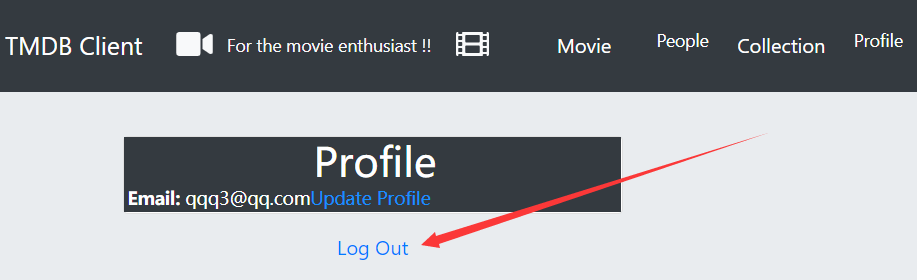 TMDB Client For the movie enthusiast !! Movie People Collection Profile
Profile
Email: qqq3@qq.comUpdate Profile
Log Out